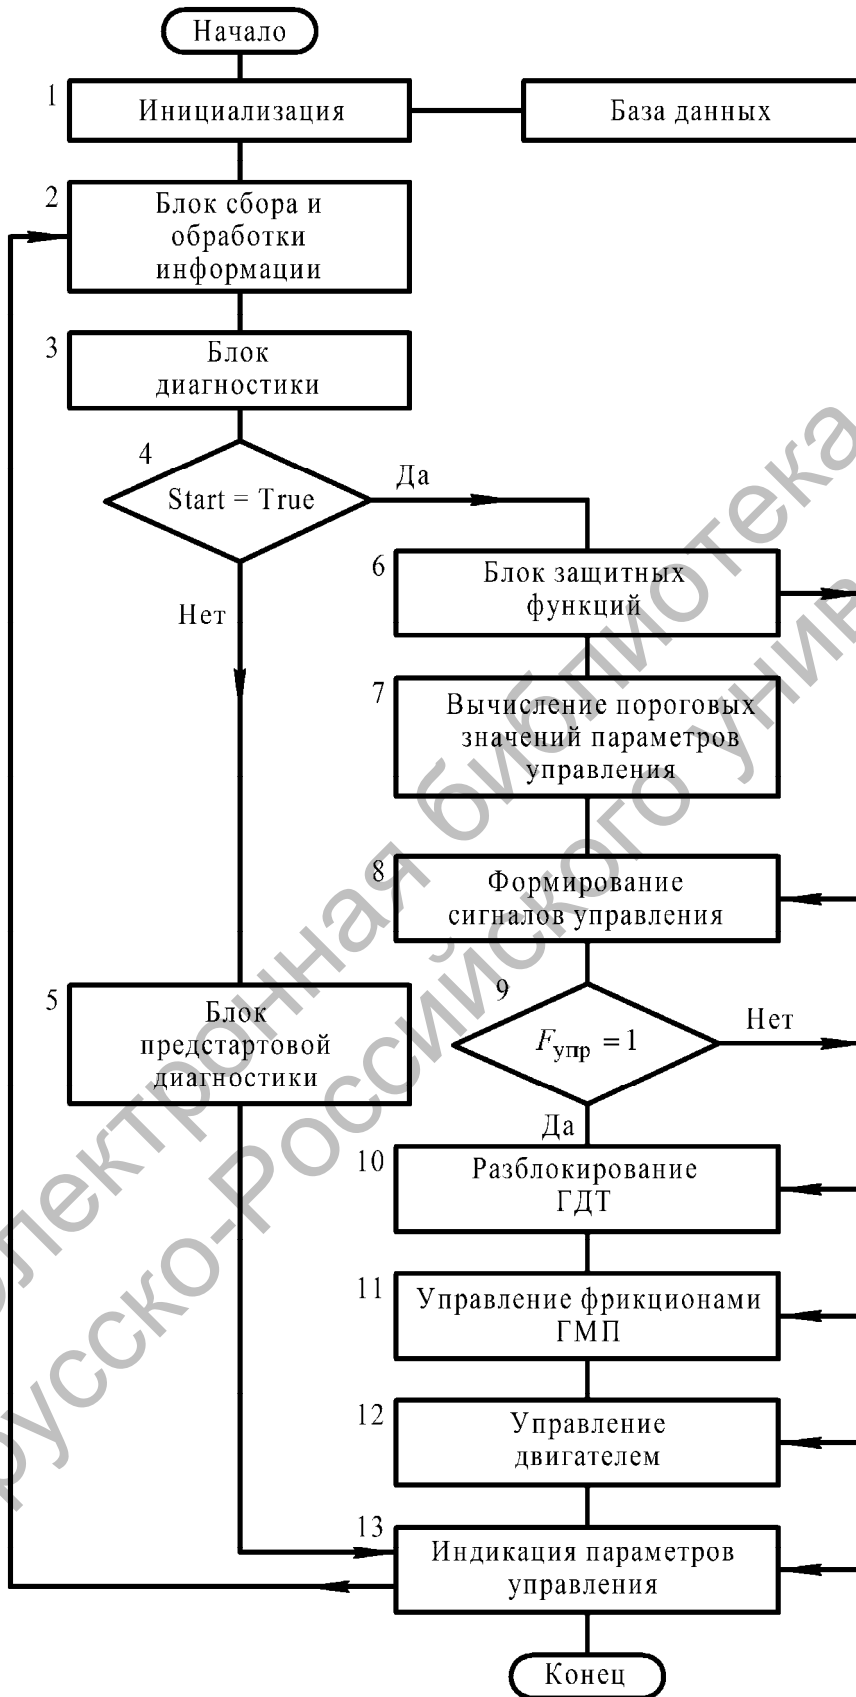 Начало
1
Инициализация
База данных
2
Блок сбора и
обработки
информации
3
Блок
диагностики
4
Start = True
Да
Нет
6
Блок защитных
функций
7
Вычисление пороговых
значений параметров
управления
8
Формирование
сигналов управления
5
Блок
предстартовой
диагностики
9
Fупр = 1
Нет
Да
10
Разблокирование
ГДТ
11
Управление фрикционами
ГМП
12
Управление
двигателем
13
Индикация параметров
управления
Конец
библиотека